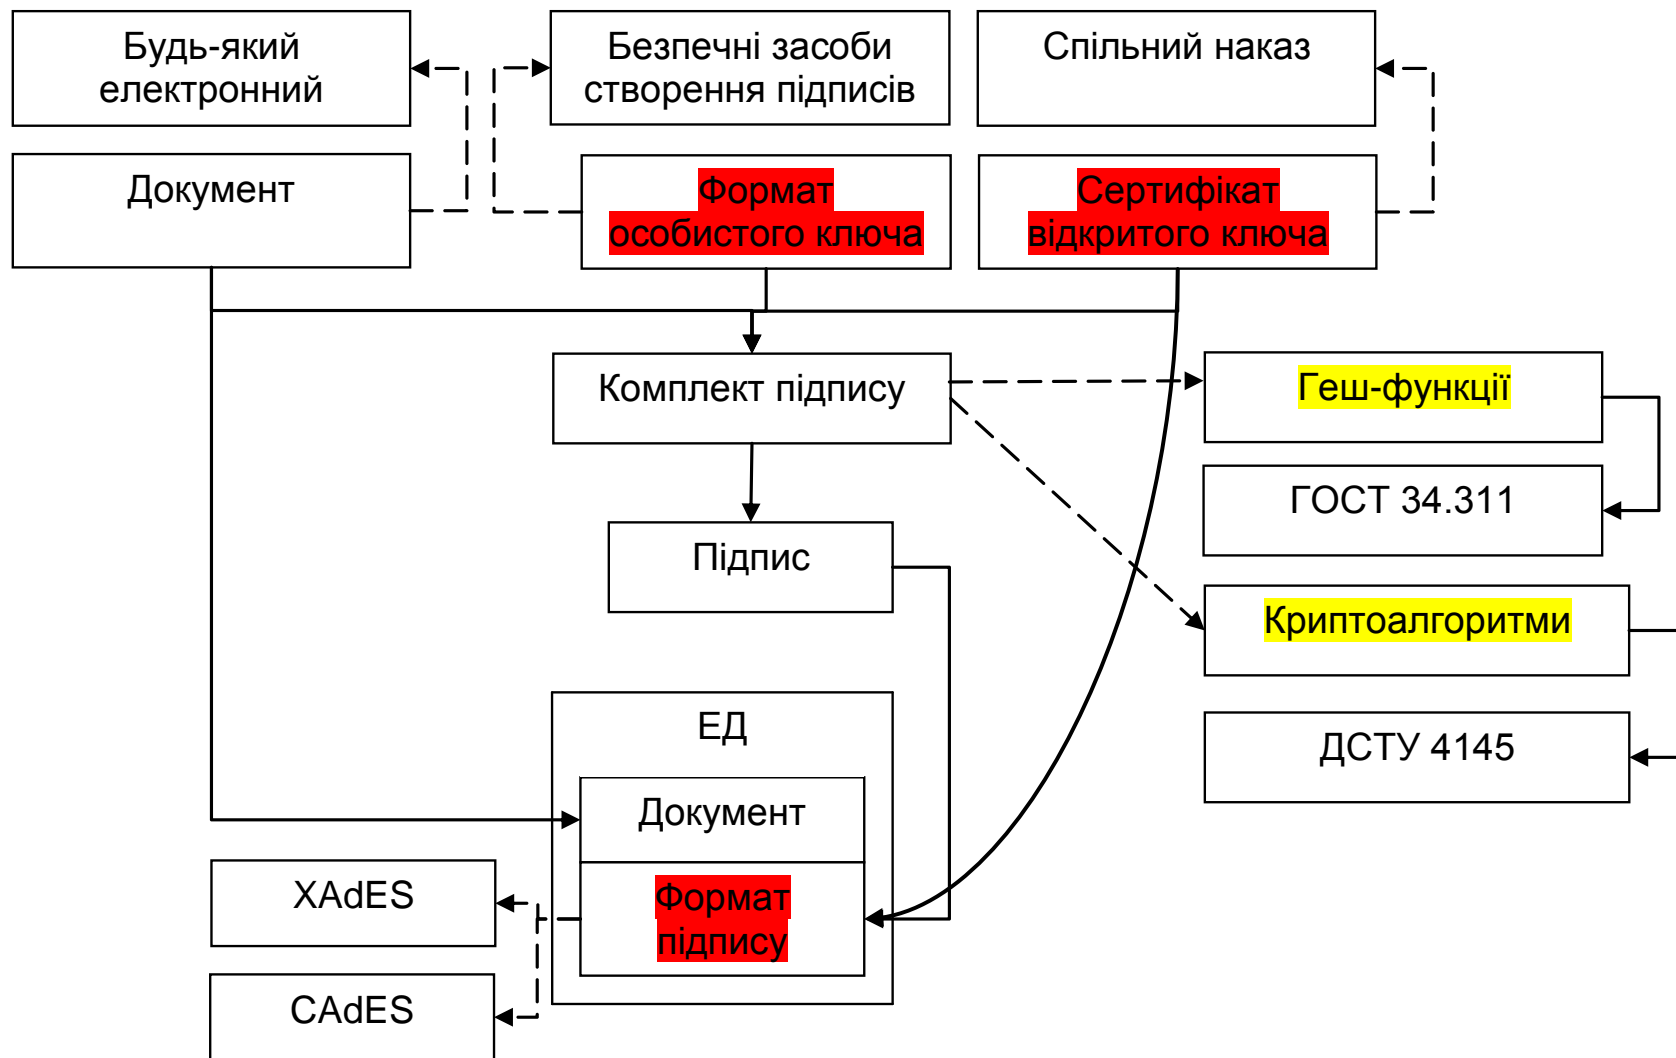 Будь-який
електронний
Безпечні засоби
створення підписів
Спільний наказ
Документ
Формат
особистого ключа
Сертифікат
відкритого ключа
Комплект підпису
Геш-функції
ГОСТ 34.311
Підпис
Криптоалгоритми
ЕД
ДСТУ 4145
Документ
XAdES
Формат
підпису
CAdES